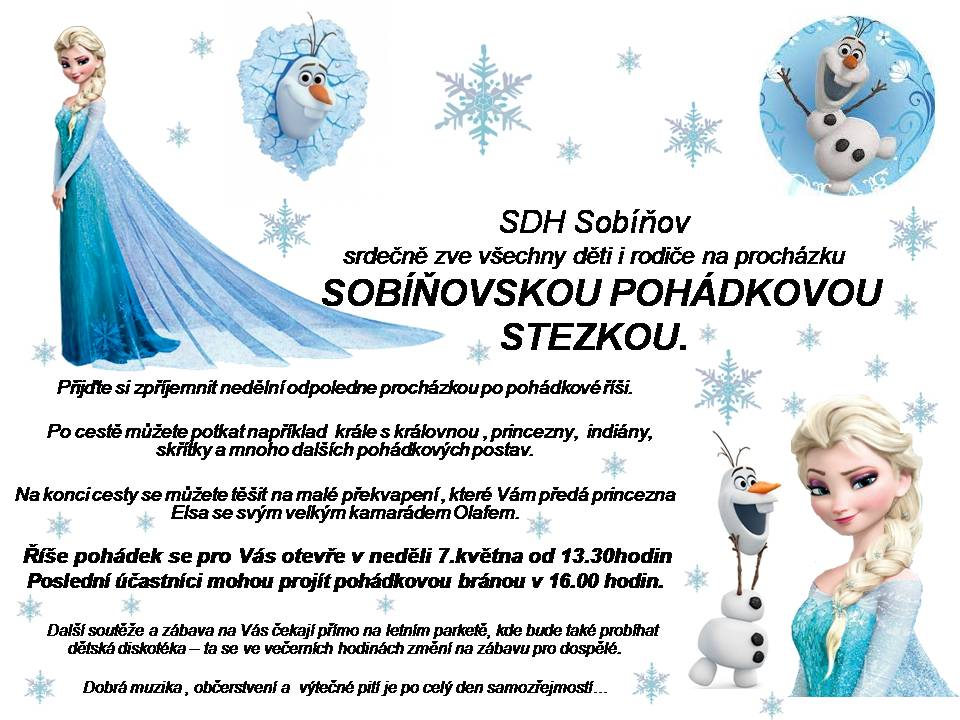 SDH Sobíňov
srdečně zve všechny děti i rodiče na procházku
SOBÍŇOVSKOU POHÁDKOVOU
STEZKOU.
Přijďte si zpříjemnit nedělní odpoledne procházkou po pohádkové říši.
Po cestě můžete potkat například krále s královnou , princezny, indiány,
skřítky a mnoho dalších pohádkových postav.
Na konci cesty se můžete těšit na malé překvapení , které Vám předá princezna
Elsa se svým velkým kamarádem Olafem.
Říše pohádek se pro Vás otevře v neděli 7.května od 13.30hodin
Poslední účastníci mohou projít pohádkovou bránou v 16.00 hodin.
Další soutěže a zábava na Vás čekají přímo na letním parketě, kde bude také probíhat
dětská diskotéka – ta se ve večerních hodinách změní na zábavu pro dospělé.
Dobrá muzika , občerstvení a výtečné pití je po celý den samozřejmostí…